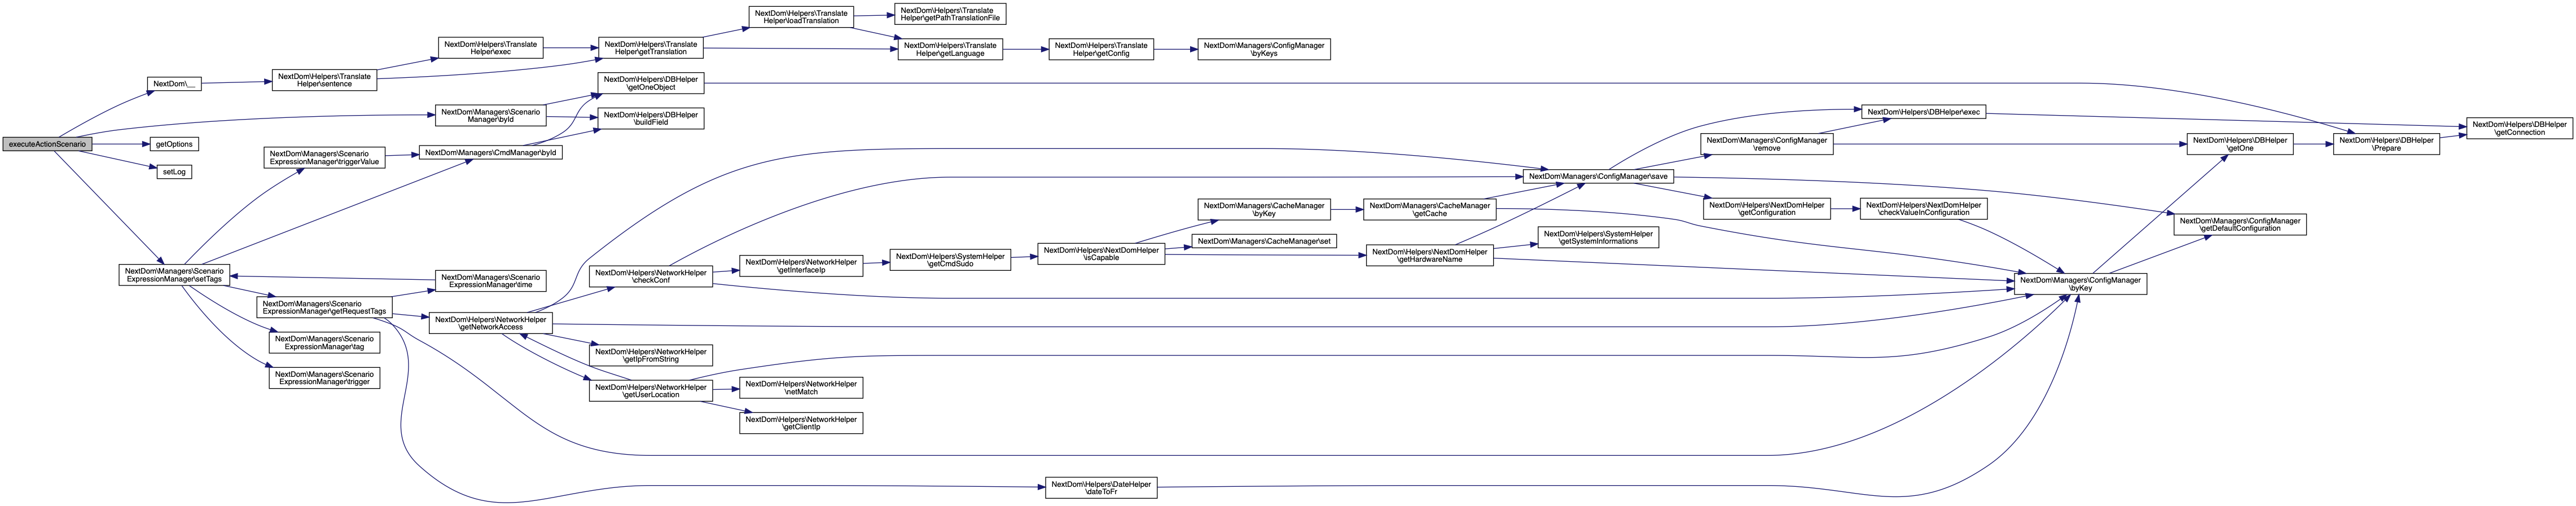 executeActionScenario
NextDom\__
NextDom\Managers\Scenario
Manager\byId
getOptions
setLog
NextDom\Managers\Scenario
ExpressionManager\setTags
NextDom\Helpers\Translate
Helper\sentence
NextDom\Helpers\Translate
Helper\exec
NextDom\Helpers\Translate
Helper\getTranslation
NextDom\Helpers\Translate
Helper\loadTranslation
NextDom\Helpers\Translate
Helper\getPathTranslationFile
NextDom\Helpers\Translate
Helper\getLanguage
NextDom\Helpers\Translate
Helper\getConfig
NextDom\Managers\ConfigManager
\byKeys
NextDom\Helpers\DBHelper
\getOneObject
NextDom\Helpers\DBHelper
\buildField
NextDom\Managers\Scenario
ExpressionManager\triggerValue
NextDom\Managers\CmdManager\byId
NextDom\Managers\Scenario
ExpressionManager\time
NextDom\Managers\Scenario
ExpressionManager\getRequestTags
NextDom\Managers\Scenario
ExpressionManager\tag
NextDom\Managers\Scenario
ExpressionManager\trigger
NextDom\Helpers\NetworkHelper
\getNetworkAccess
NextDom\Helpers\NetworkHelper
\checkConf
NextDom\Helpers\NetworkHelper
\getIpFromString
NextDom\Helpers\NetworkHelper
\getUserLocation
NextDom\Helpers\NetworkHelper
\getInterfaceIp
NextDom\Helpers\NetworkHelper
\netMatch
NextDom\Helpers\NetworkHelper
\getClientIp
NextDom\Helpers\SystemHelper
\getCmdSudo
NextDom\Helpers\NextDomHelper
\isCapable
NextDom\Helpers\DateHelper
\dateToFr
NextDom\Managers\CacheManager
\byKey
NextDom\Managers\CacheManager\set
NextDom\Managers\CacheManager
\getCache
NextDom\Helpers\NextDomHelper
\getHardwareName
NextDom\Managers\ConfigManager\save
NextDom\Helpers\SystemHelper
\getSystemInformations
NextDom\Managers\ConfigManager
\remove
NextDom\Helpers\NextDomHelper
\getConfiguration
NextDom\Helpers\DBHelper\exec
NextDom\Helpers\NextDomHelper
\checkValueInConfiguration
NextDom\Managers\ConfigManager
\byKey
NextDom\Helpers\DBHelper
\getOne
NextDom\Managers\ConfigManager
\getDefaultConfiguration
NextDom\Helpers\DBHelper
\Prepare
NextDom\Helpers\DBHelper
\getConnection